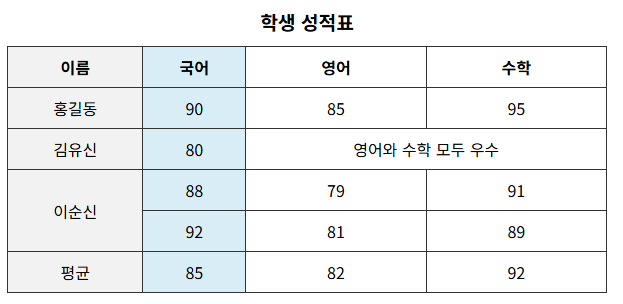 학생 성적표
이름 국어 영어 수학
홍길동 90 85 95
김유신 80 영어와 수학 모두 우수
이순신 88 79 91
92 81 89
평균 85 82 92